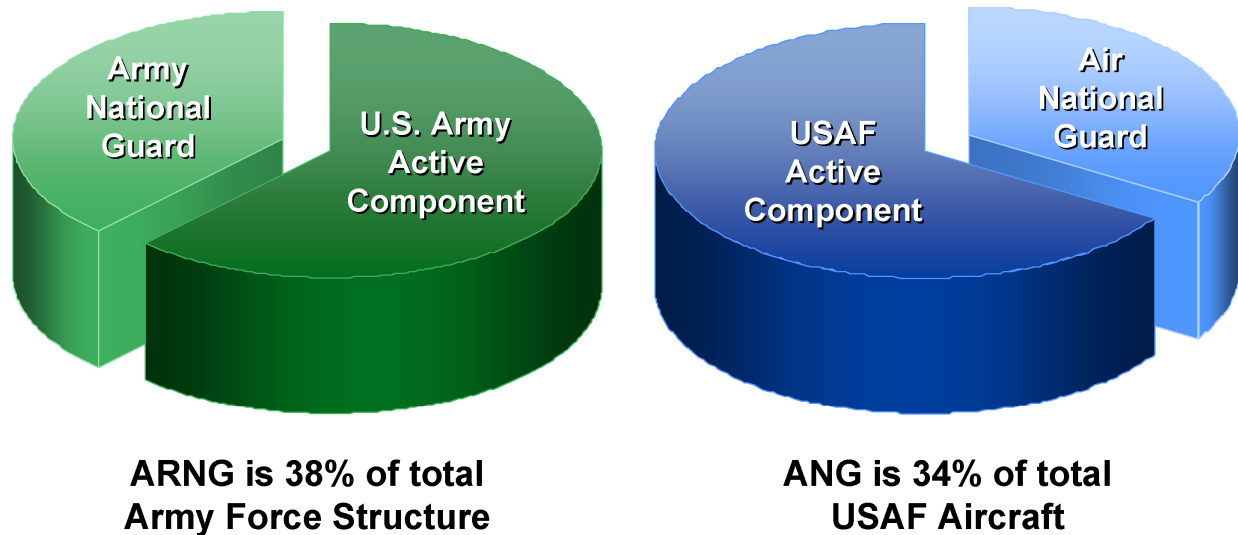 Army
National
Guard
U.S. Army
Active
Component
USAF
Active
Component
Air
National
Guard
ARNG is 38% of total
Army Force Structure
ANG is 34% of total
USAF Aircraft